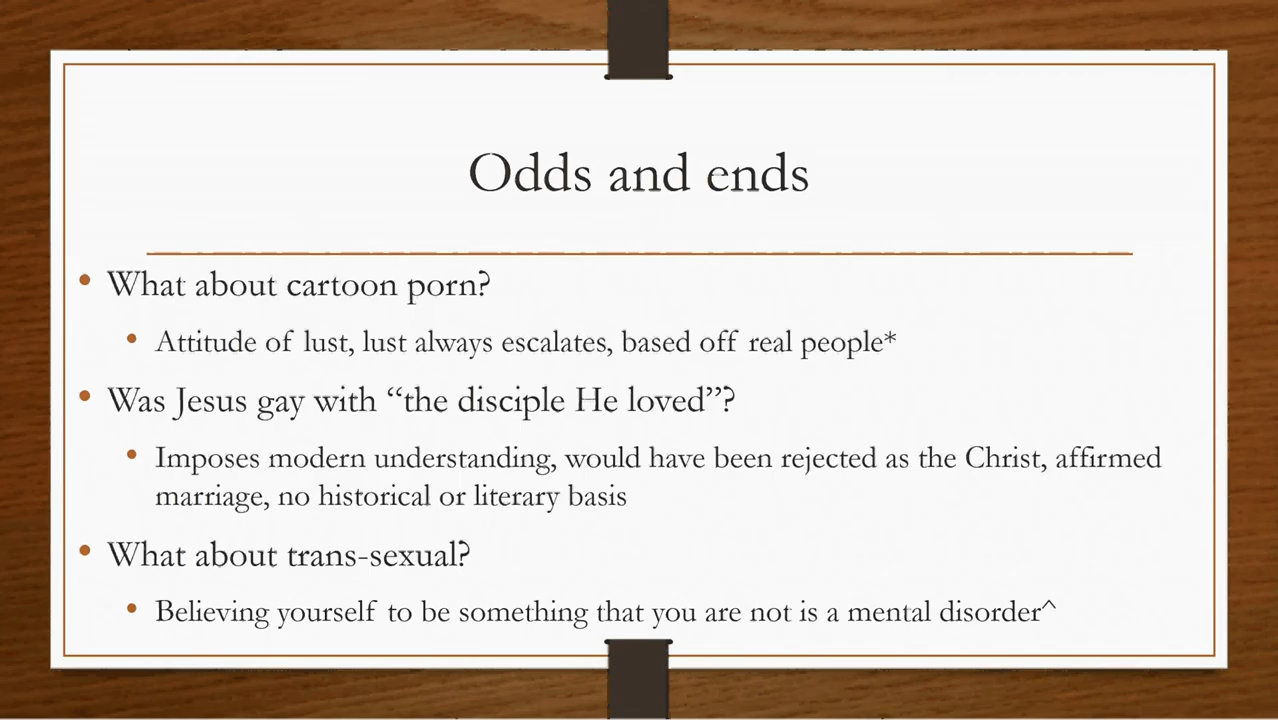 Odds and ends
What about cartoon porn?
Attitude of lust, lust always escalates, based off real people*
Was Jesus gay with “the disciple He loved”?
Imposes modern understanding, would have been rejected as the Christ, affirmed
marriage, no historical or literary basis
What about trans-sexual?
Believing yourself to be something that you are not is a mental disorder^